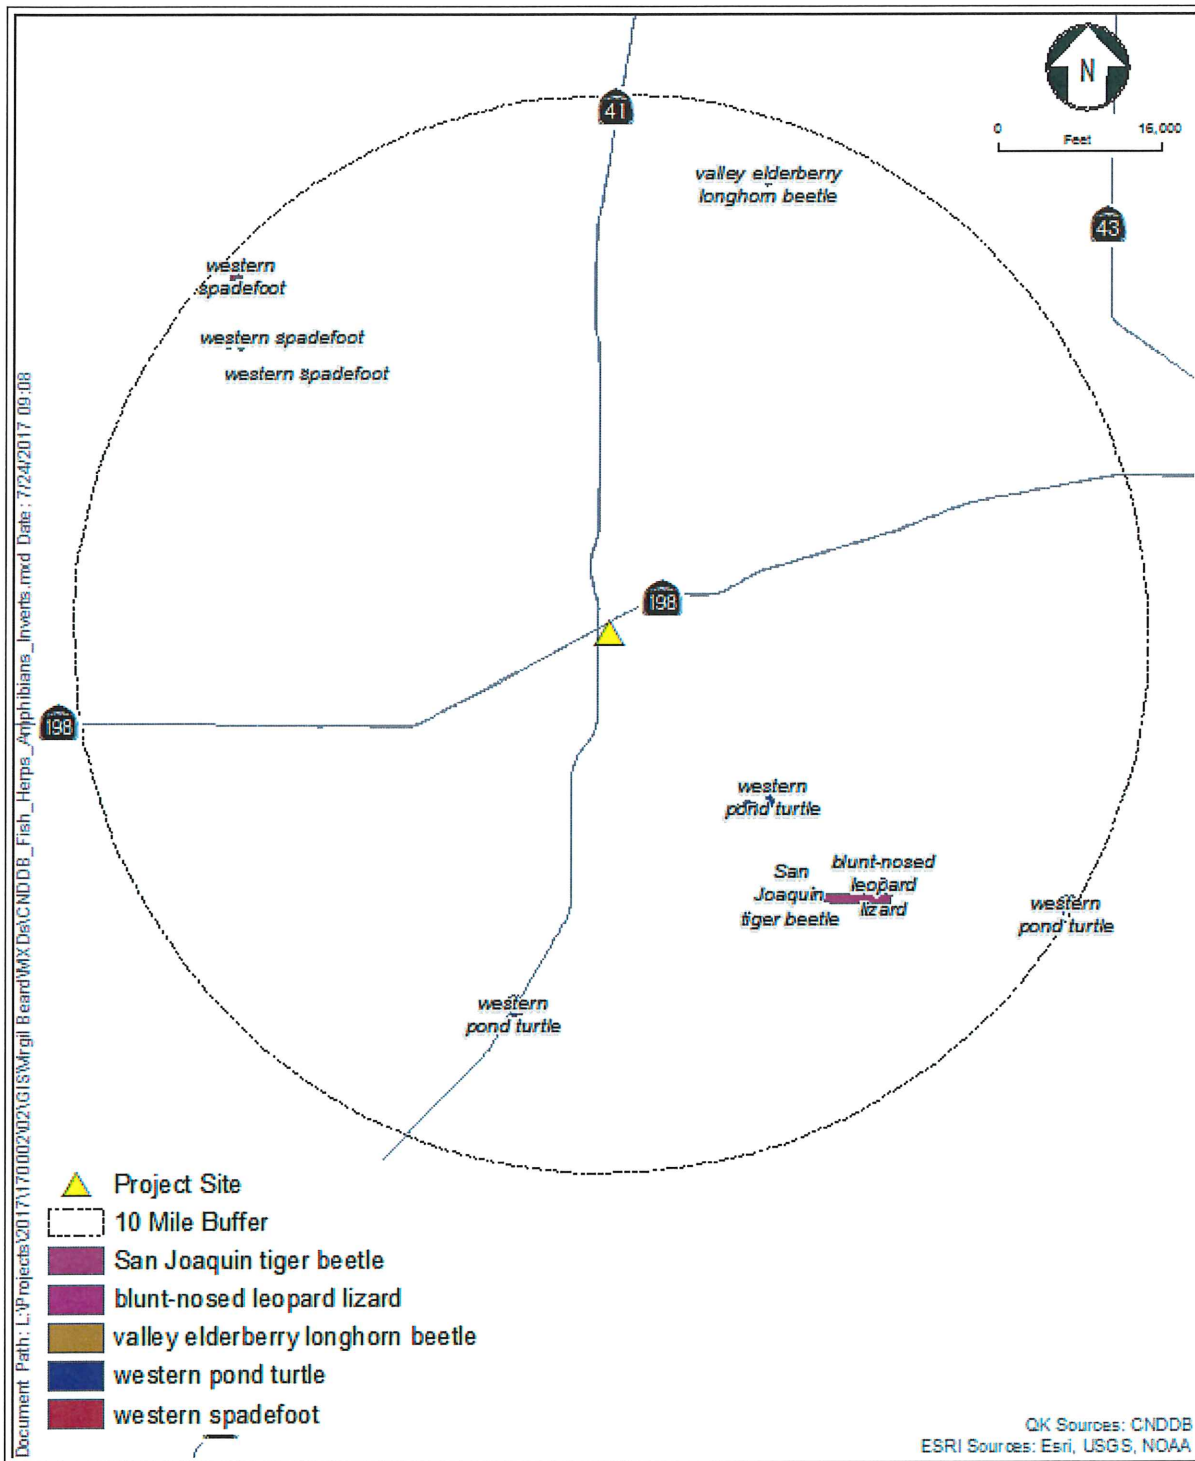 N
0 16,000
Feet
41
43
valley elderberry
longhorn beetle
western
spadefoot
western spadefoot
western spadefoot
198
198
western
pond turtle
San
Joaquin
tiger beetle
blunt-nosed
leopard
lizard
western
pond turtle
western
pond turtle
Project Site
10 Mile Buffer
San Joaquin tiger beetle
blunt-nosed leopard lizard
valley elderberry longhorn beetle
western pond turtle
western spadefoot
QK Sources: CNDDB
ESRI Sources: Esri, USGS, NOAA
Document Path: L:\Projects\2017\170002\02\GIS\Virgil Beard\MXDs\CNDDB_Fish_Herps_Amphibians_Inverts.mxd Date: 7/24/2017 09:08